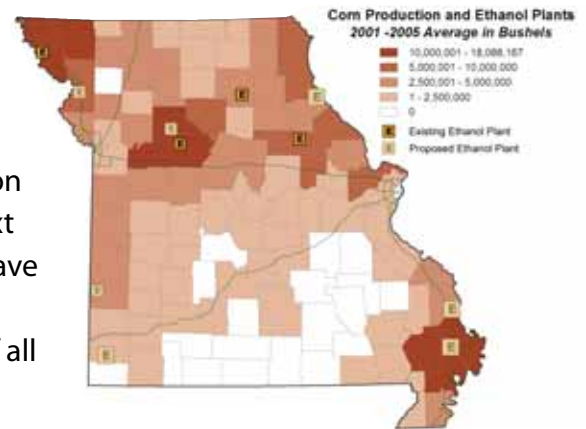 Corn Production and Ethanol Plants
2001 -2005 Average in Bushels
10,000,001 - 18,088,167
5,000,001 - 10,000,000
2,500,001 - 5,000,000
1 - 2,500,000
0
E Existing Ethanol Plant
E Proposed Ethanol Plant
E
E
E
E
E
E
E
E
E
E
E
on
xt
ave
all